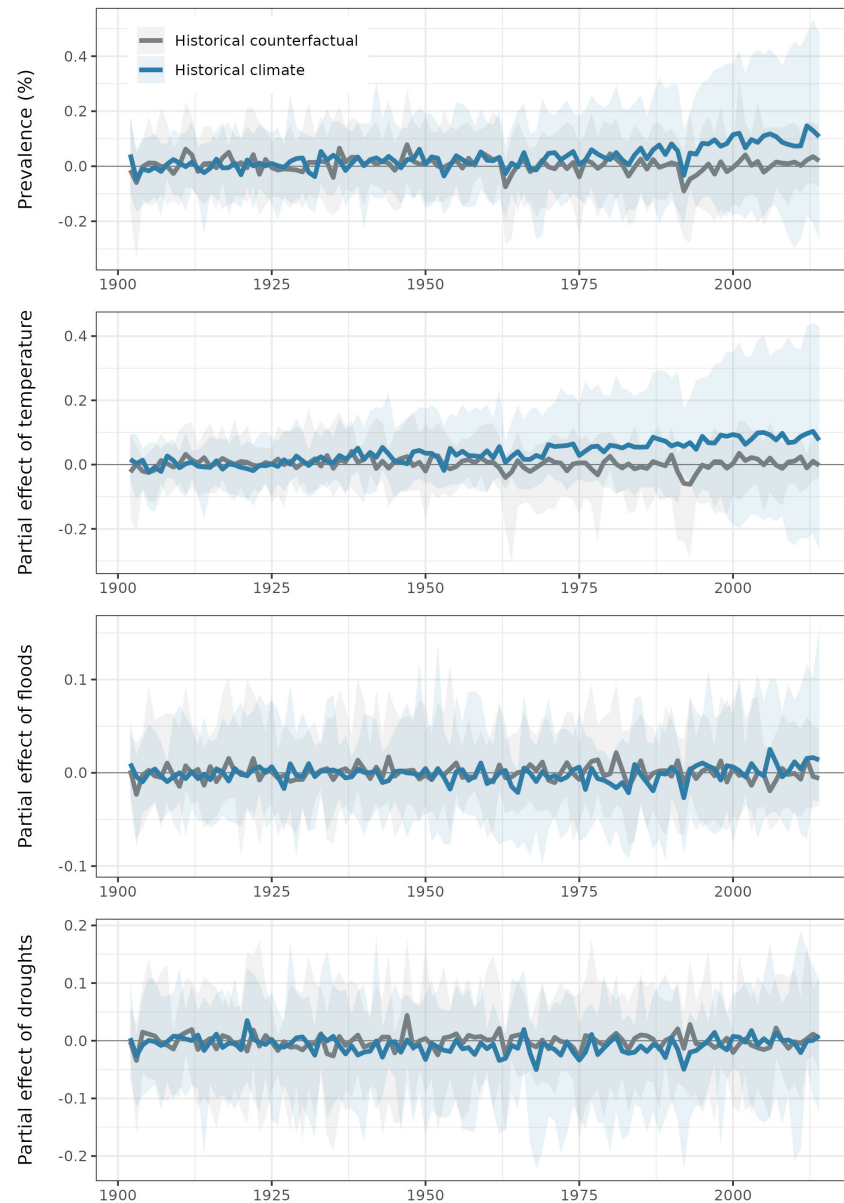 Historical counterfactual
Historical climate
Prevalence (%)
0.4
0.2
0.0
-0.2
1900 1925 1950 1975 2000
Partial effect of temperature
0.4
0.2
0.0
-0.2
1900 1925 1950 1975 2000
Partial effect of floods
0.1
0.0
-0.1
1900 1925 1950 1975 2000
Partial effect of droughts
0.2
0.1
0.0
-0.1
-0.2
1900 1925 1950 1975 2000